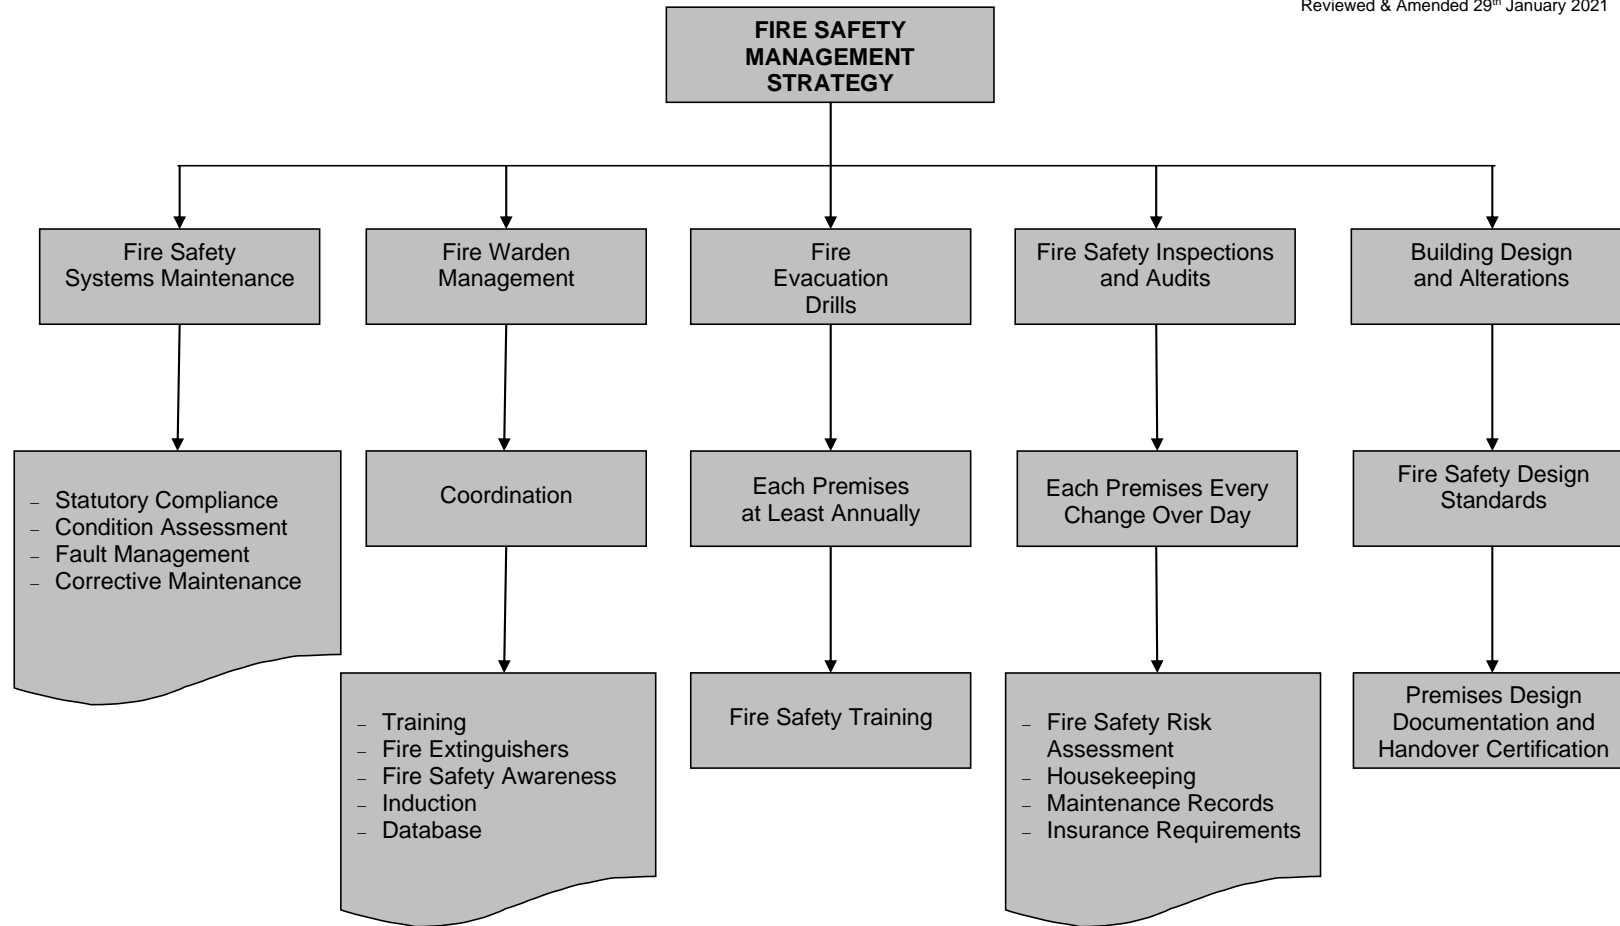 Reviewed & Amended 29th January 2021
FIRE SAFETY
MANAGEMENT
STRATEGY
Fire Safety
Systems Maintenance
Fire Warden
Management
Fire
Evacuation
Drills
Fire Safety Inspections
and Audits
Building Design
and Alterations
– Statutory Compliance
– Condition Assessment
– Fault Management
– Corrective Maintenance
Coordination
Each Premises
at Least Annually
Each Premises Every
Change Over Day
Fire Safety Design
Standards
– Training
– Fire Extinguishers
– Fire Safety Awareness
– Induction
– Database
Fire Safety Training
– Fire Safety Risk
Assessment
– Housekeeping
– Maintenance Records
– Insurance Requirements
Premises Design
Documentation and
Handover Certification